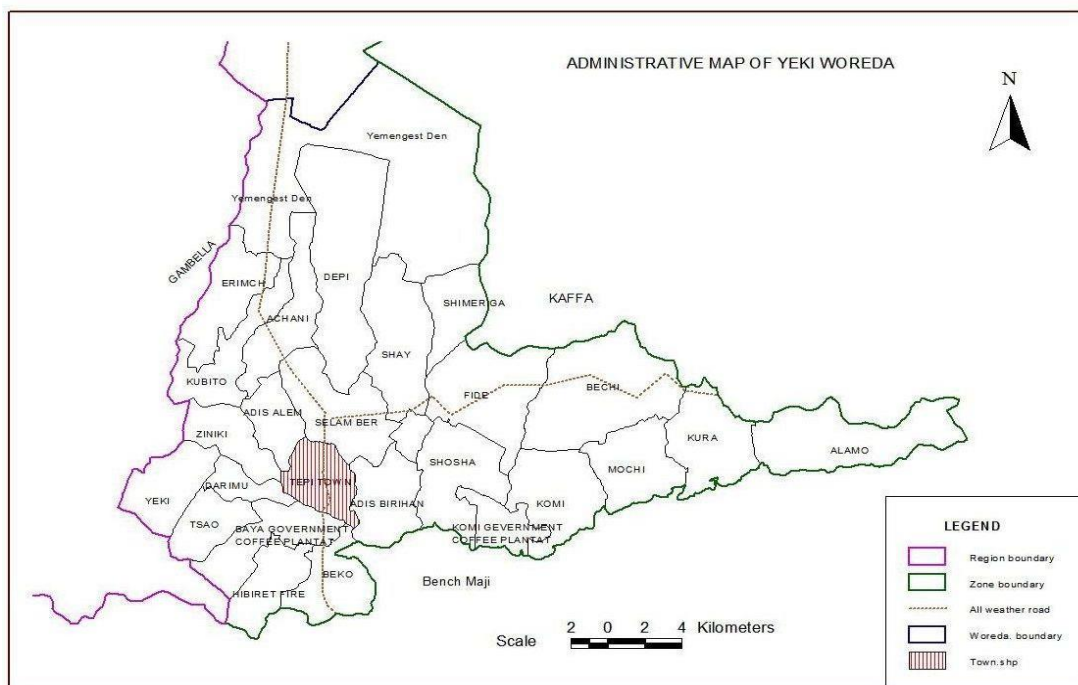 ADMINISTRATIVE MAP OF YEKI WOREDA
N
Yemengest Den
Yemengest Den
GAMBELLA
ERIMCH
DEPI
SHIMERIGA
KAFFA
ACHANI
SHAY
KUBITO
FIDE
BECHI
ADIS ALEM
SELAM BER
ZINIKI
SHOSHA
KURA
ALAMO
MOCHI
YEKI
DARIMU
TEPI TOWN
ADIS BIRIHAN
KOMI
TSAO
BAYA GOVERNMENT
COFFEE PLANTAT
KOMI GEVERNMENT
COFFEE PLANTAT
BEKO
HIBIRET FIRE
Bench Maji
Scale 2 0 2 4 Kilometers
LEGEND
Region boundary
Zone boundary
All weather road
Woreda. boundary
Town.shp